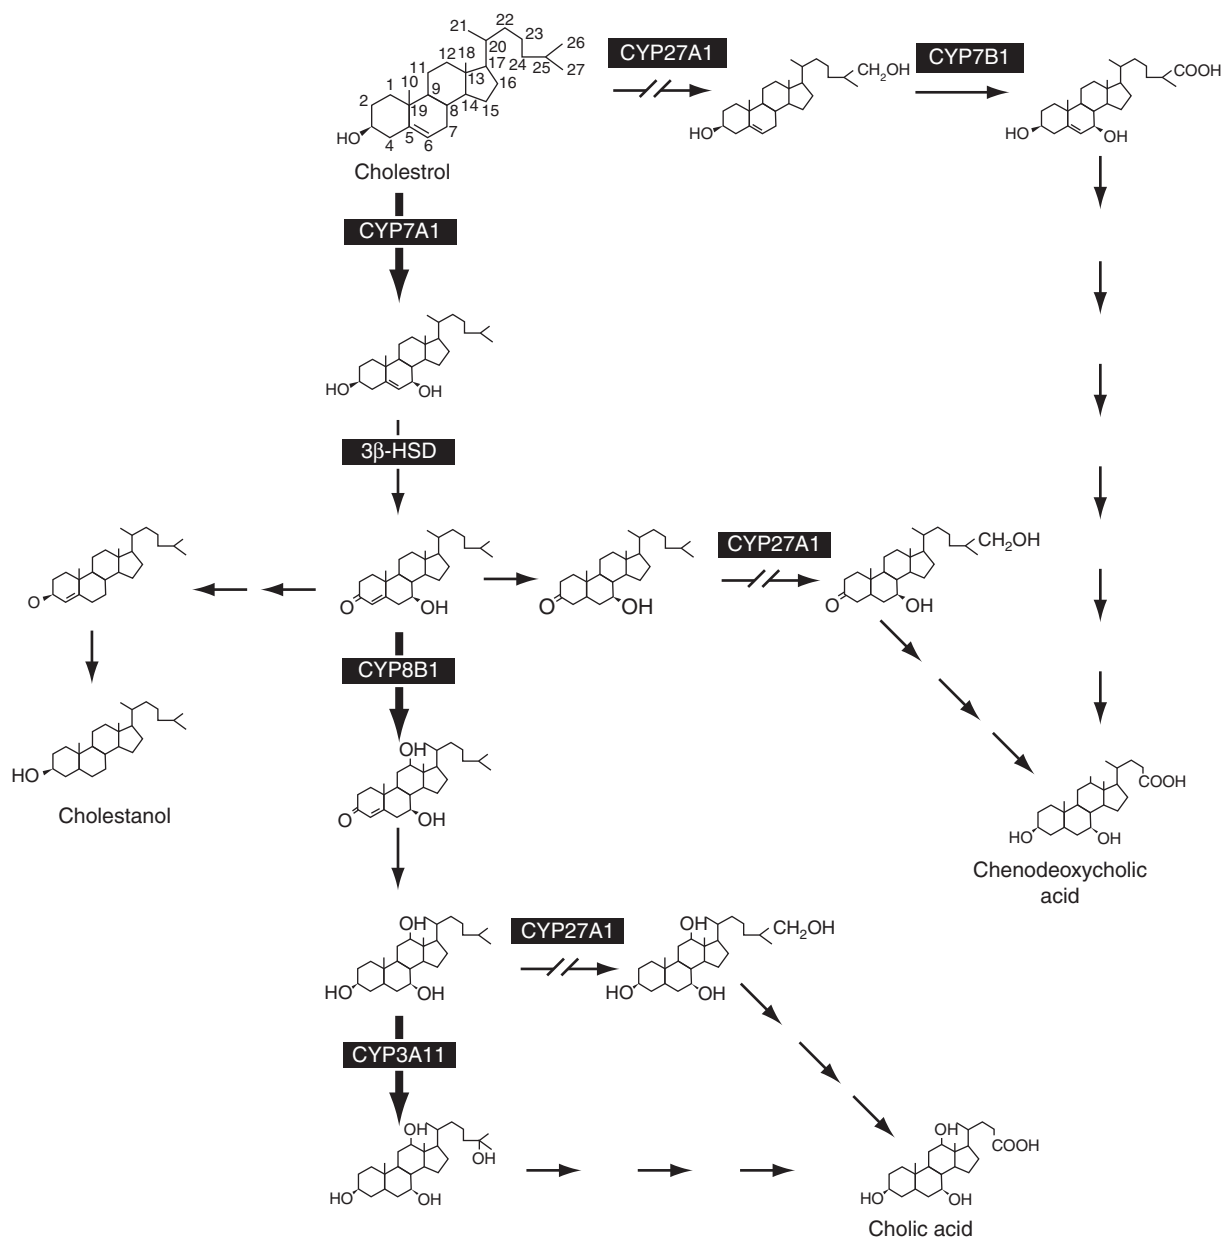 21
22
23
26
CYP27A1
CYP7B1
12
18
20
24
25
27
11
17
16
CH2OH
COOH
1
10
13
2
9
14
15
19
8
HO
5
7
4
6
HO
HO
OH
Cholestrol
CYP7A1
HO
OH
3β-HSD
CYP27A1
CH2OH
O
O
OH
O
OH
O
OH
CYP8B1
OH
HO
COOH
Cholestanol
O
OH
HO
OH
Chenodeoxycholic
acid
OH
CYP27A1
OH
CH2OH
HO
OH
HO
OH
CYP3A11
OH
OH
OH
COOH
HO
OH
HO
OH
Cholic acid